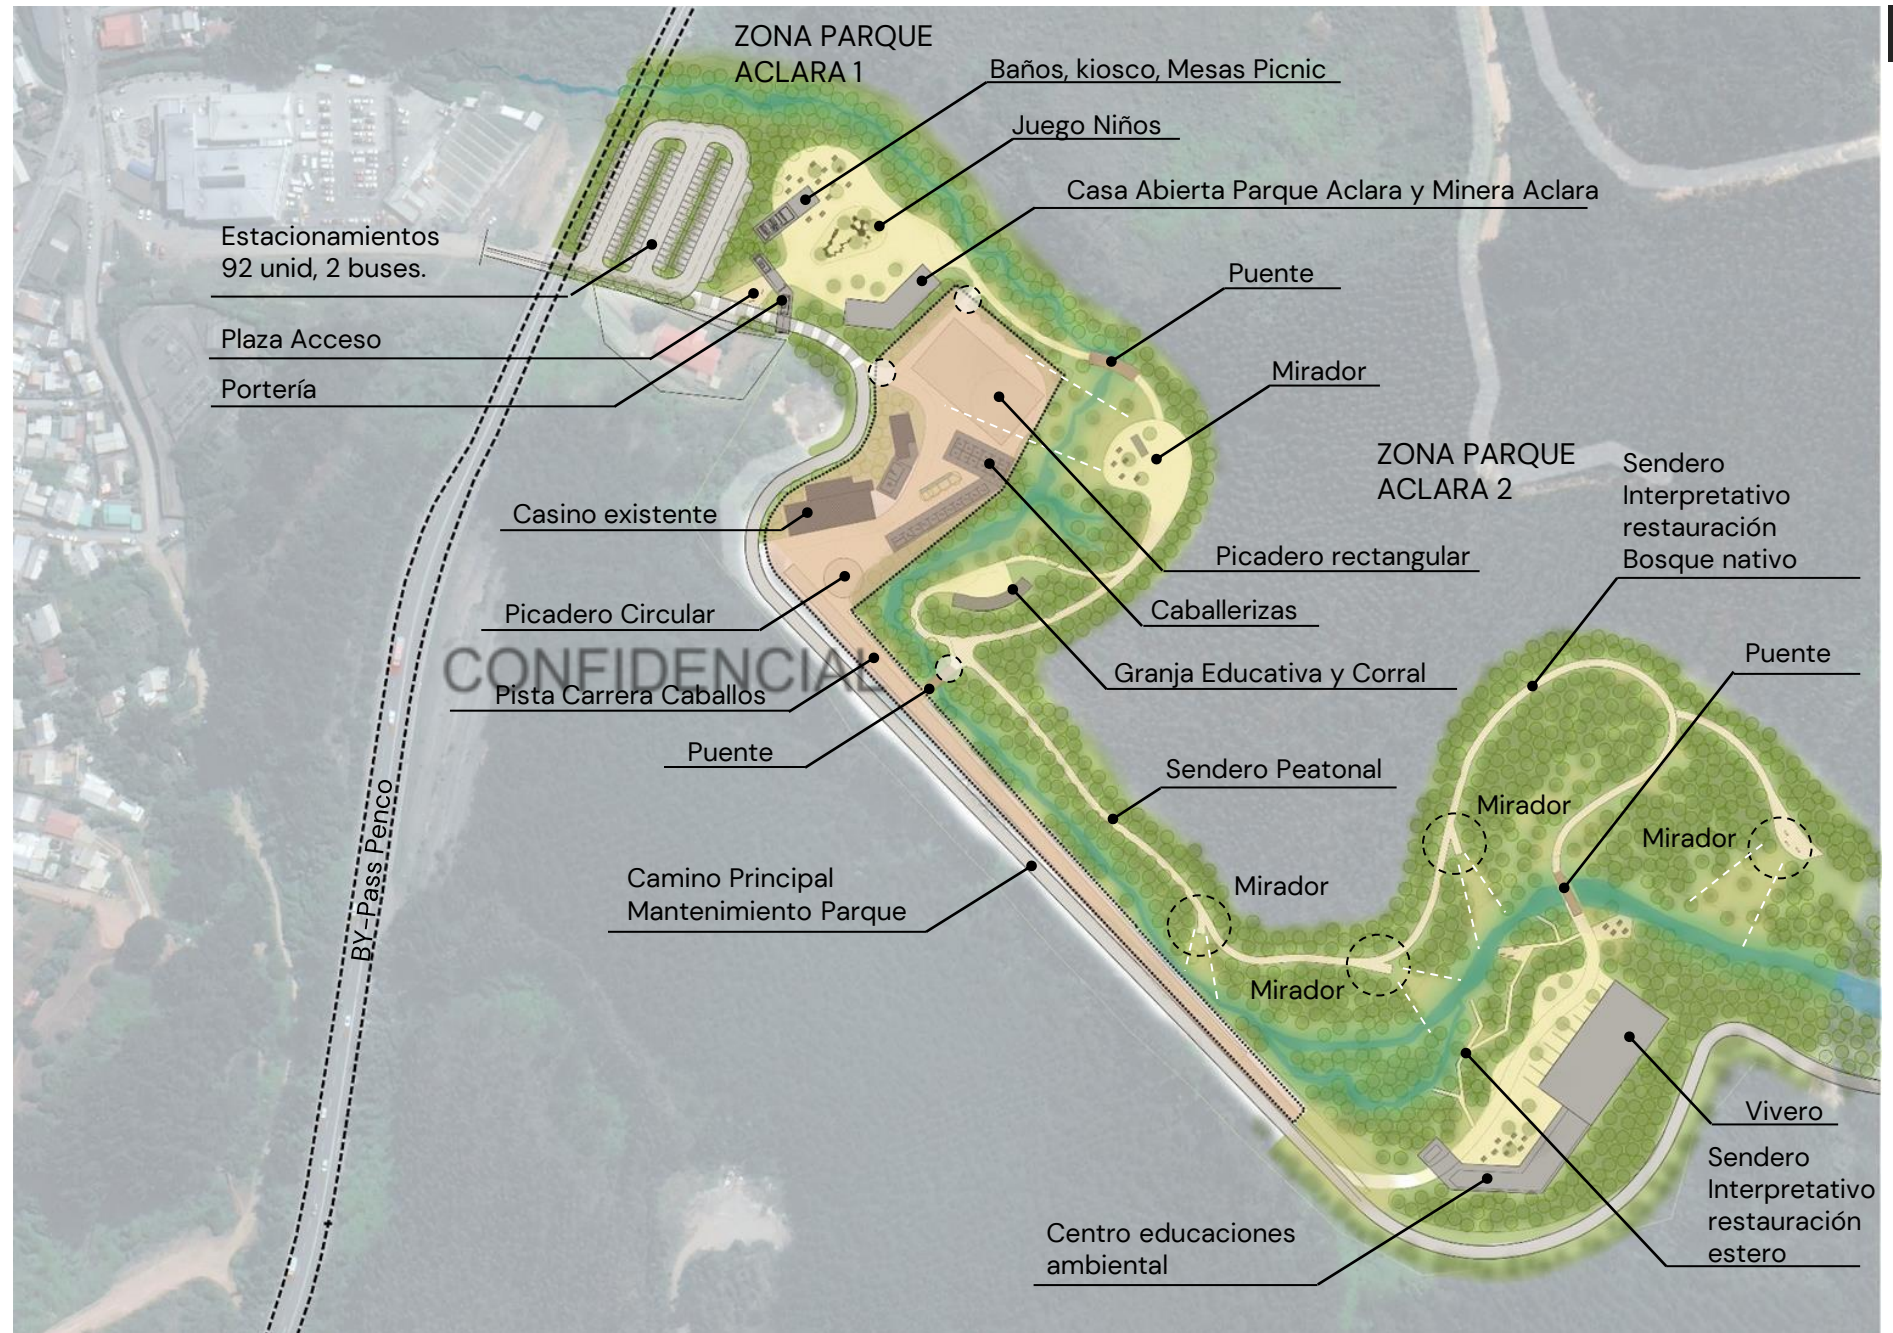 ZONA PARQUE
ACLARA 1
Baños, kiosco, Mesas Picnic
Juego Niños
Casa Abierta Parque Aclara y Minera Aclara
Estacionamientos
92 unid, 2 buses.
Puente
Plaza Acceso
Portería
Mirador
ZONA PARQUE
ACLARA 2
Sendero
Interpretativo
restauración
Bosque nativo
Casino existente
Picadero rectangular
Picadero Circular
Caballerizas
CONFIDENCIAL
Granja Educativa y Corral
Puente
Pista Carrera Caballos
Puente
Sendero Peatonal
Mirador
Mirador
BY-Pass Penco
Camino Principal
Mantenimiento Parque
Mirador
Mirador
Vivero
Sendero
Interpretativo
restauración
estero
Centro educaciones
ambiental